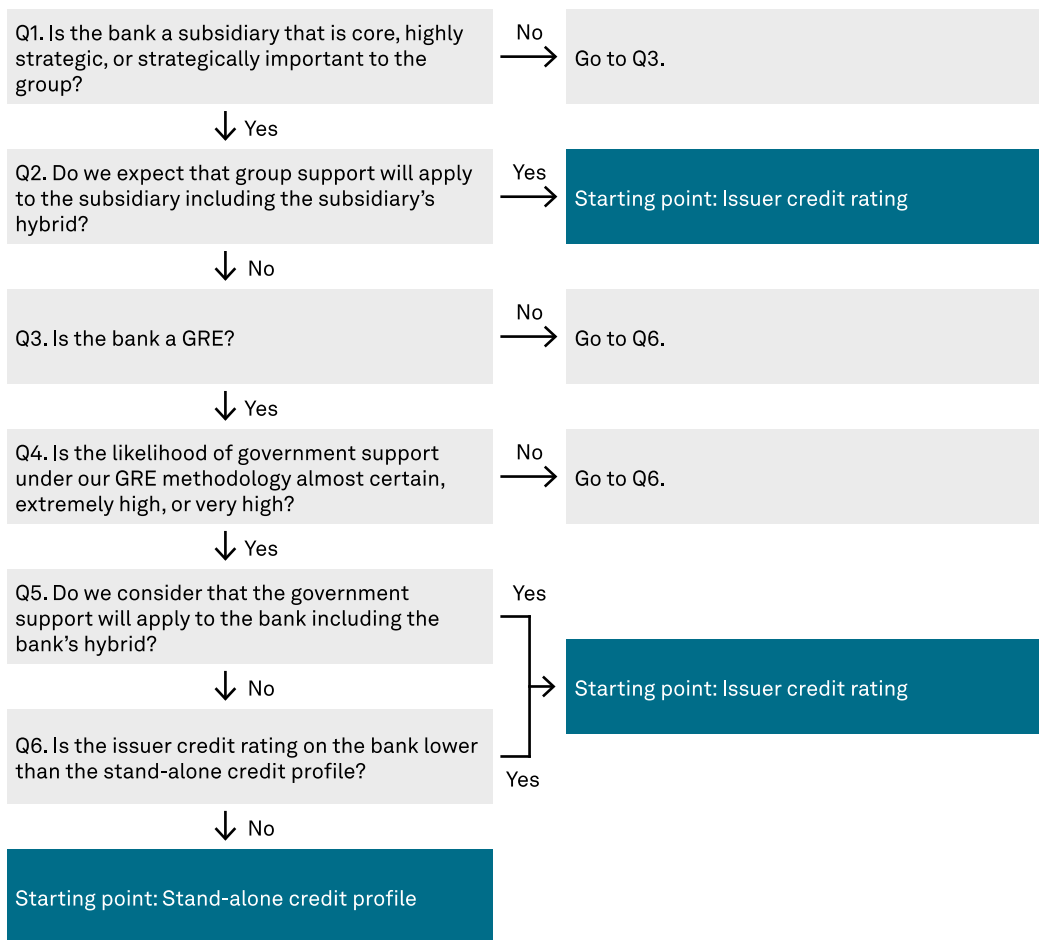 Q1. Is the bank a subsidiary that is core, highly
strategic, or strategically important to the
group?
No
Go to Q3.
Yes
Q2. Do we expect that group support will apply
to the subsidiary including the subsidiary's
hybrid?
Yes
Starting point: Issuer credit rating
No
Q3. Is the bank a GRE?
No
Go to Q6.
Yes
Q4. Is the likelihood of government support
under our GRE methodology almost certain,
extremely high, or very high?
No
Go to Q6.
Yes
Q5. Do we consider that the government
support will apply to the bank including the
bank's hybrid?
Yes
Starting point: Issuer credit rating
No
Q6. Is the issuer credit rating on the bank lower
than the stand-alone credit profile?
Yes
No
Starting point: Stand-alone credit profile